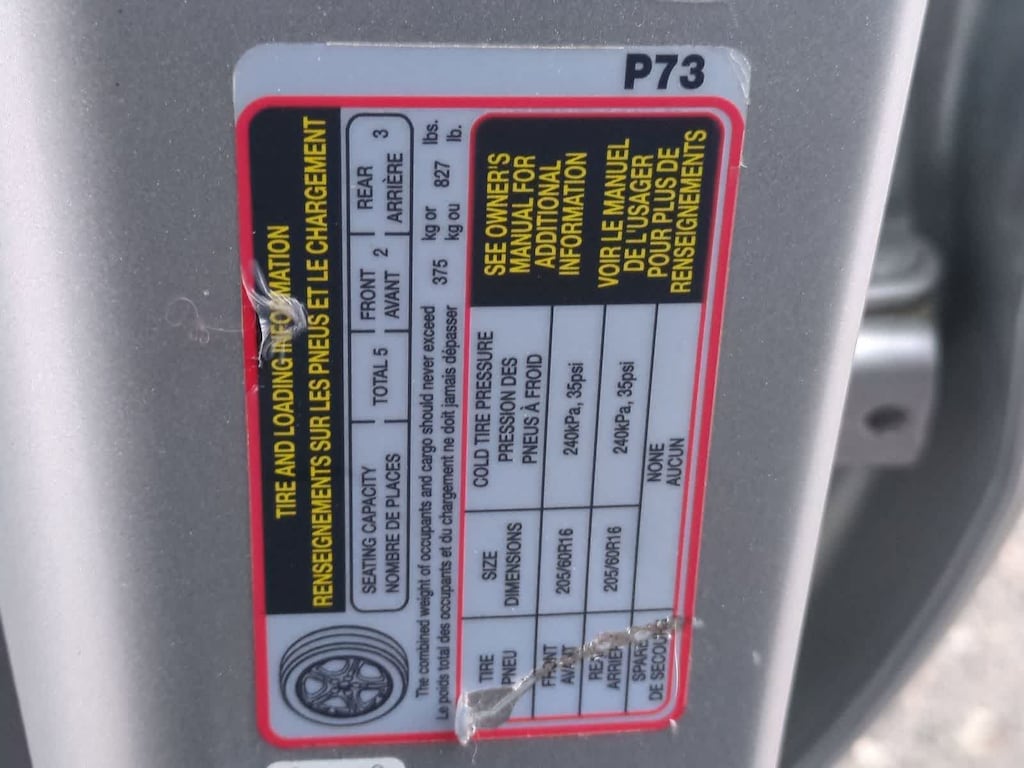 P73
TIRE AND LOADING INFORMATION
RENSEIGNEMENTS SUR LES PNEUS ET LE CHARGEMENT
SEATING CAPACITY TOTAL 5 FRONT 2 REAR 3
NOMBRE DE PLACES AVANT ARRIÈRE
The combined weight of occupants and cargo should never exceed 375 kg or 827 lbs.
Le poids total des occupants et du chargement ne doit jamais dépasser kg ou lb.
TIRE SIZE COLD TIRE PRESSURE
PNEU DIMENSIONS PRESSION DES
PNEUS À FROID
FRONT 205/60R16 240kPa, 35psi
AVANT
REAR 205/60R16 240kPa, 35psi
ARRIERE
SPARE NONE
DE SECOURS AUCUN
SEE OWNER'S
MANUAL FOR
ADDITIONAL
INFORMATION
VOIR LE MANUEL
DE L'USAGER
POUR PLUS DE
RENSEIGNEMENTS